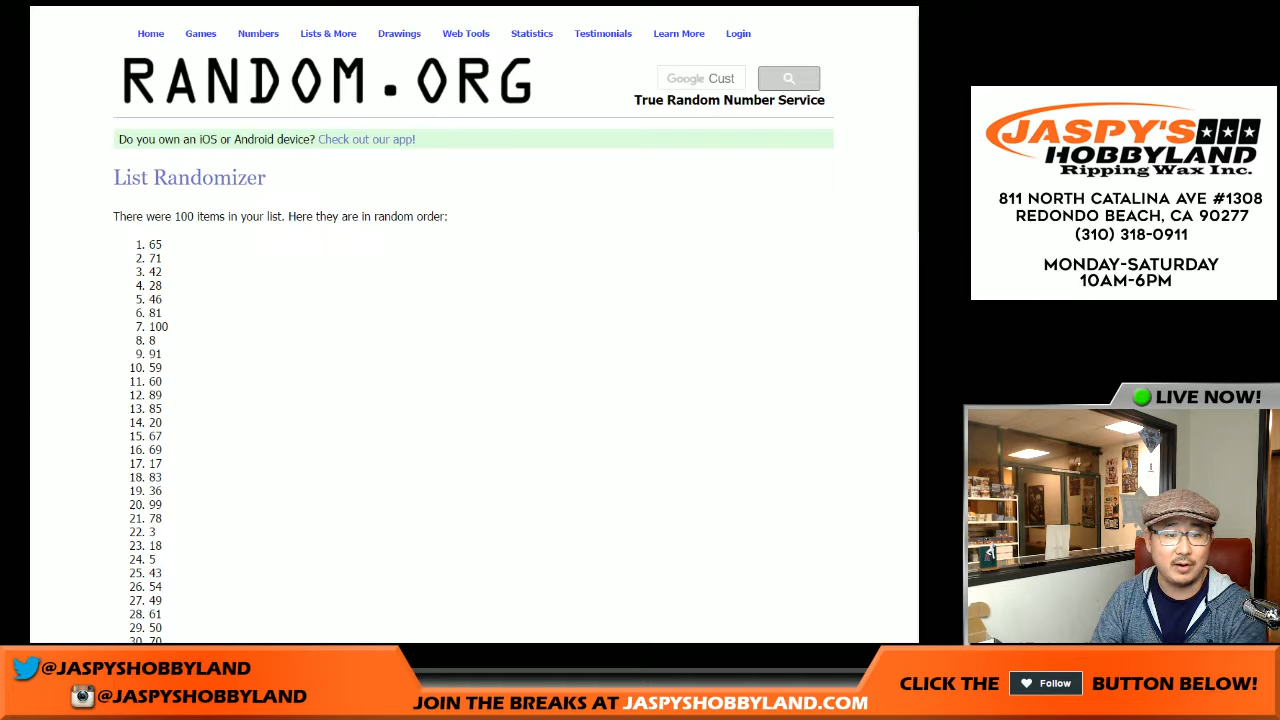 Home Games Numbers Lists & More Drawings Web Tools Statistics Testimonials Learn More Login
RANDOM.ORG
Google Cust
True Random Number Service
Do you own an iOS or Android device? Check out our app!
List Randomizer
There were 100 items in your list. Here they are in random order:
1. 65
2. 71
3. 42
4. 28
5. 46
6. 81
7. 100
8. 8
9. 91
10. 59
11. 60
12. 89
13. 85
14. 20
15. 67
16. 69
17. 17
18. 83
19. 36
20. 99
21. 78
22. 3
23. 18
24. 5
25. 43
26. 54
27. 49
28. 61
29. 50
30. 70
JASPY'S
HOBBYLAND
Ripping Wax Inc.
811 NORTH CATALINA AVE #1308
REDONDO BEACH, CA 90277
(310) 318-0911
MONDAY-SATURDAY
10AM-6PM
LIVE NOW!
@JASPYSHOBBYLAND
@JASPYSHOBBYLAND
JOIN THE BREAKS AT JASPYSHOBBYLAND.COM
CLICK THE Follow BUTTON BELOW!